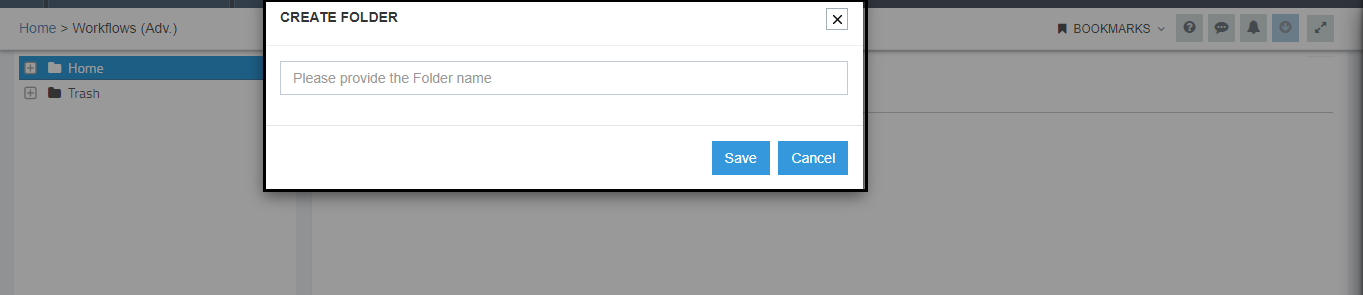 CREATE FOLDER
Home > Workflows (Adv.)
BOOKMARKS
Home
Please provide the Folder name
Trash
Save Cancel